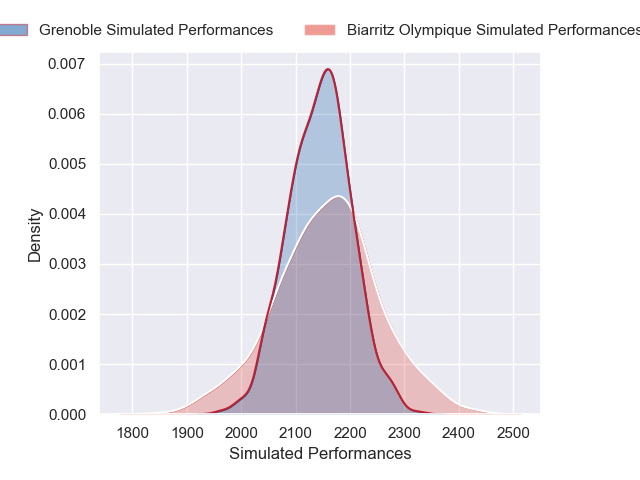 Grenoble Simulated Performances
Biarritz Olympique Simulated Performances
0.007
0.006
0.005
0.004
0.003
0.002
0.001
0.000
Density
1800 1900 2000 2100 2200 2300 2400 2500
Simulated Performances